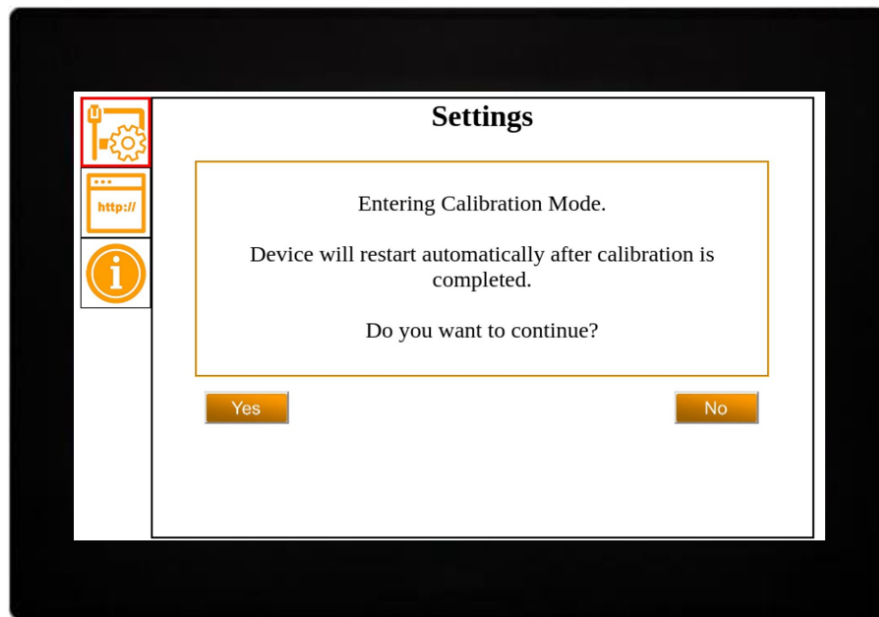 Settings
http://
Entering Calibration Mode.
Device will restart automatically after calibration is
completed.
Do you want to continue?
Yes
No